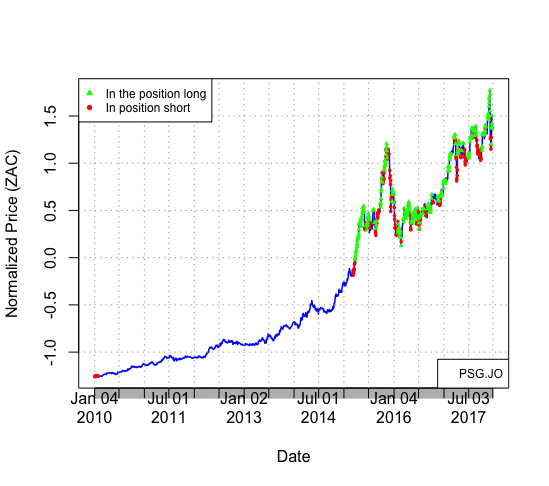 In the position long
In position short
Normalized Price (ZAC)
1.5
1.0
0.5
0.0
-0.5
-1.0
PSG.JO
Jan 04 Jul 01 Jan 02 Jul 01 Jan 04 Jul 03
2010 2011 2013 2014 2016 2017
Date